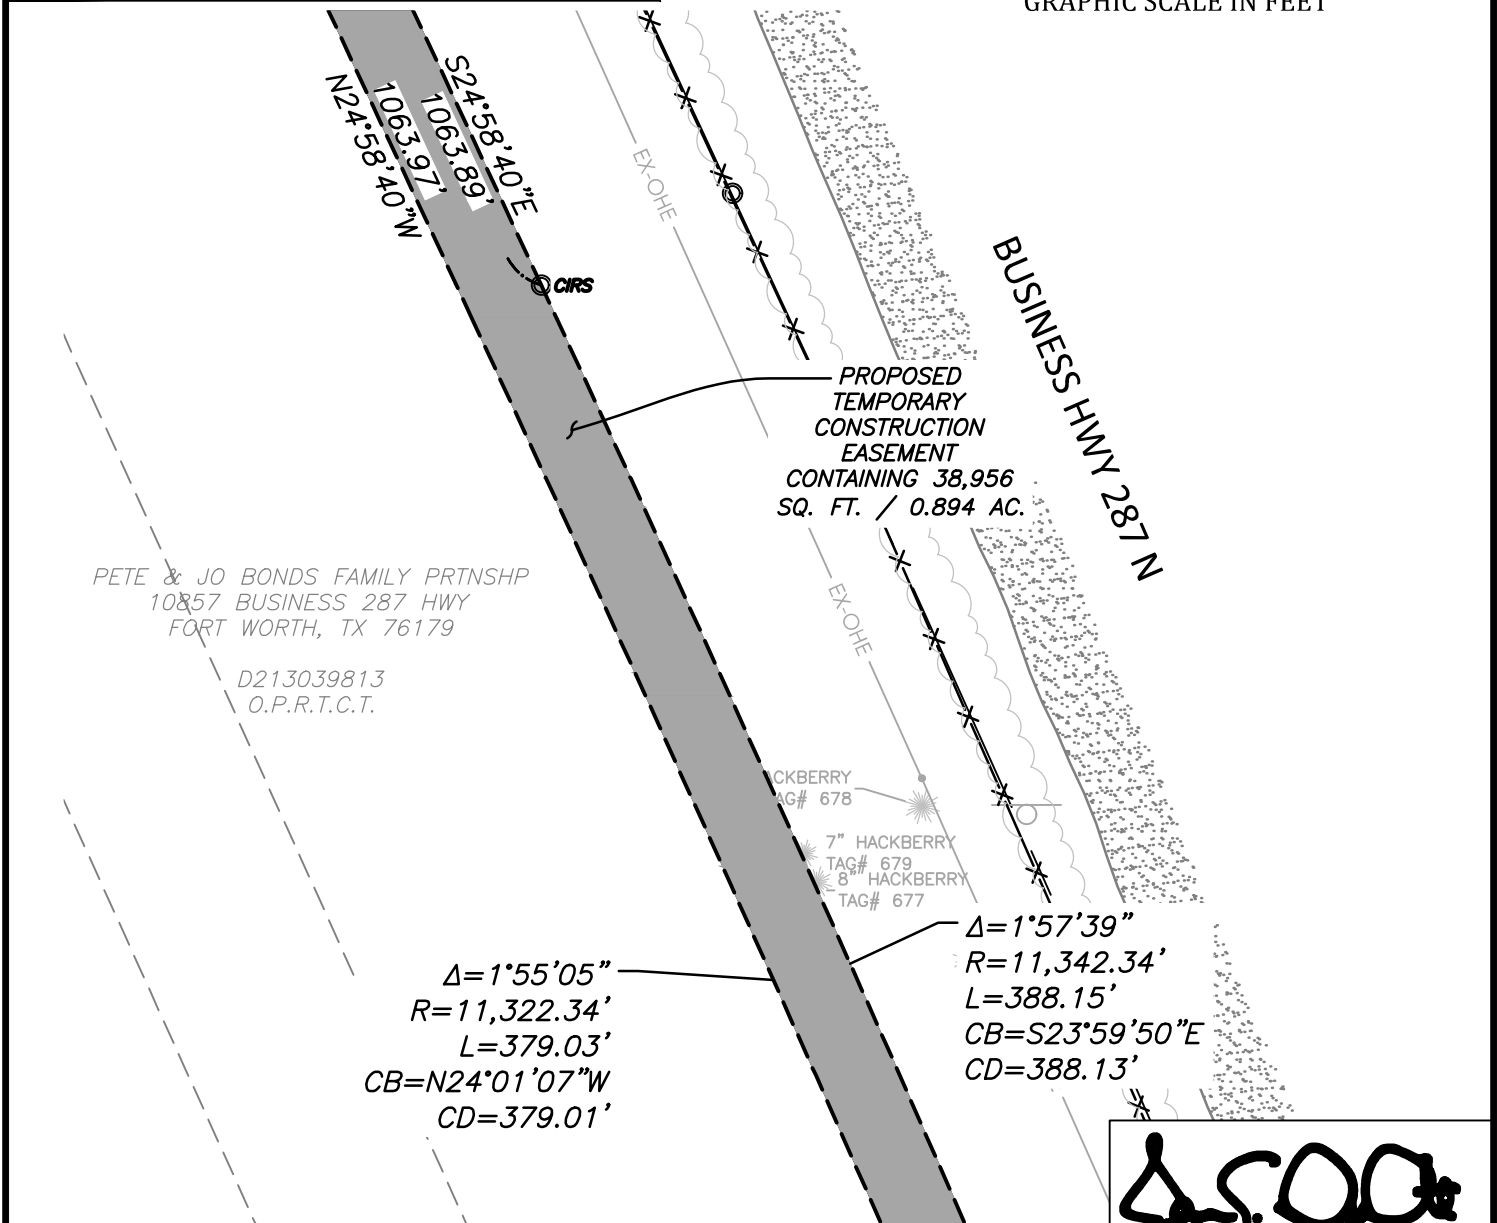 GRAPHIC SCALE IN FEET
S24°58'40"E
1063.89'
1063.97'
N24°58'40"W
EX-OHE
CIRS
BUSINESS HWY 287 N
PROPOSED
TEMPORARY
CONSTRUCTION
EASEMENT
CONTAINING 38,956
SQ. FT. / 0.894 AC.
PETE & JO BONDS FAMILY PRTNSHP
10857 BUSINESS 287 HWY
FORT WORTH, TX 76179
D213039813
O.P.R.T.C.T.
EX-OHE
ACKBERRY
AG# 678
7" HACKBERRY
TAG# 679
8" HACKBERRY
TAG# 677
Δ=1°55'05"
R=11,322.34'
L=379.03'
CB=N24°01'07"W
CD=379.01'
Δ=1°57'39"
R=11,342.34'
L=388.15'
CB=S23°59'50"E
CD=388.13'